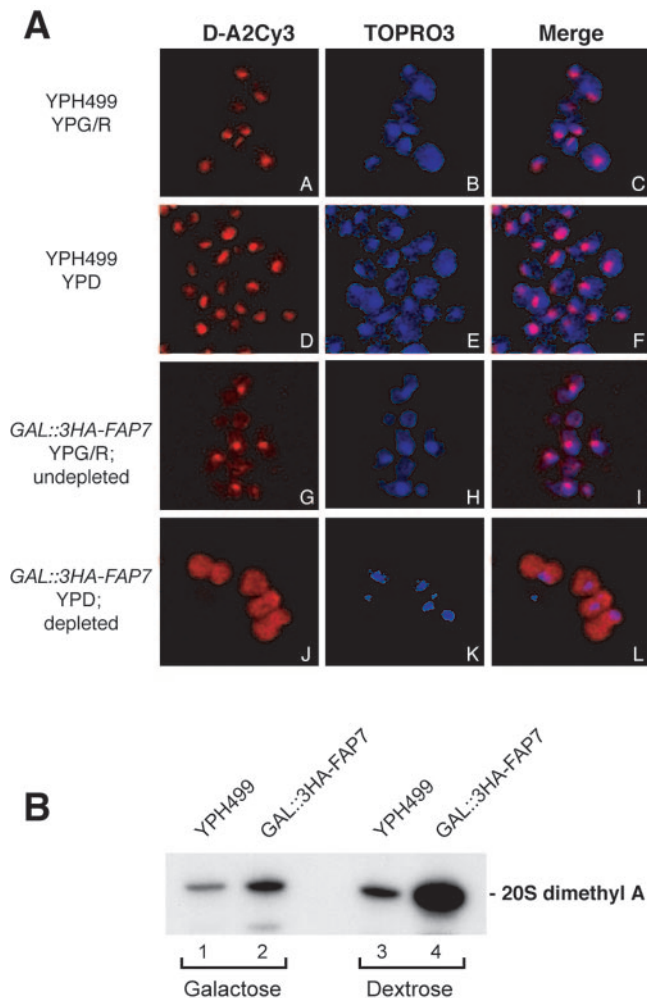 A
D-A2Cy3 TOPRO3 Merge
YPH499
YPG/R
A B C
YPH499
YPD
D E F
GAL::3HA-FAP7
YPG/R;
undepleted
G H I
GAL::3HA-FAP7
YPD;
depleted
J K L
B
YPH499 GAL::3HA-FAP7 YPH499 GAL::3HA-FAP7
- 20S dimethyl A
1 2 3 4
Galactose Dextrose